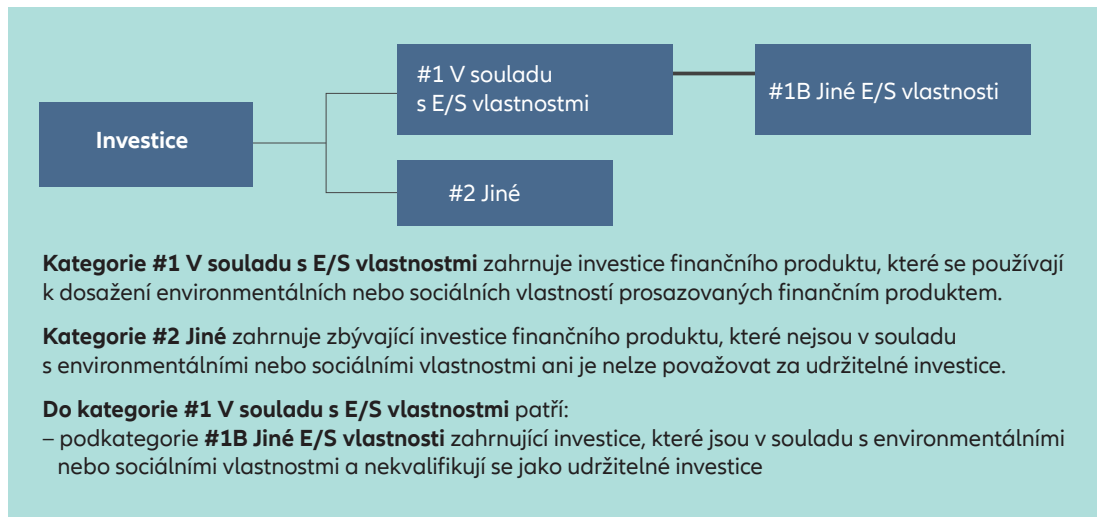 #1 V souladu
s E/S vlastnostmi
#1B Jiné E/S vlastnosti
Investice
#2 Jiné
Kategorie #1 V souladu s E/S vlastnostmi zahrnuje investice finančního produktu, které se používají
k dosažení environmentálních nebo sociálních vlastností prosazovaných finančním produktem.
Kategorie #2 Jiné zahrnuje zbývající investice finančního produktu, které nejsou v souladu
s environmentálními nebo sociálními vlastnostmi ani je nelze považovat za udržitelné investice.
Do kategorie #1 V souladu s E/S vlastnostmi patří:
– podkategorie #1B Jiné E/S vlastnosti zahrnující investice, které jsou v souladu s environmentálními
nebo sociálními vlastnostmi a nekvalifikují se jako udržitelné investice